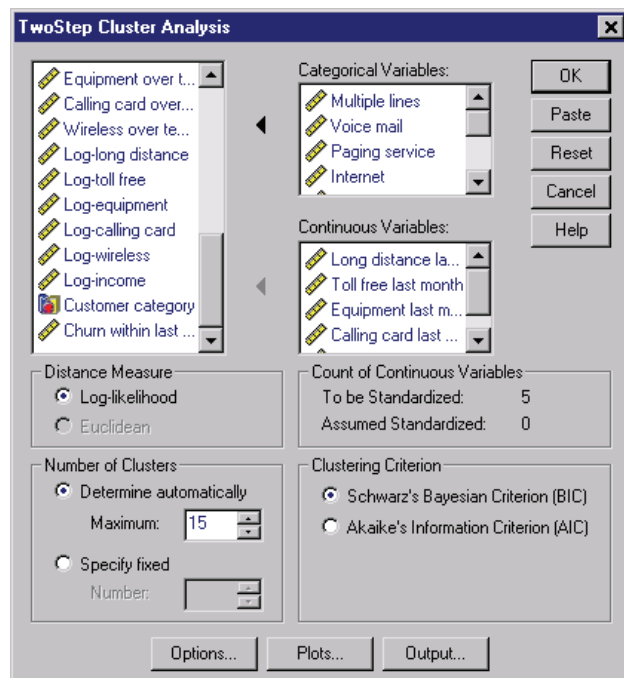 TwoStep Cluster Analysis
Equipment over t...
Calling card over...
Wireless over te...
Log-long distance
Log-toll free
Log-equipment
Log-calling card
Log-wireless
Log-income
Customer category
Churn within last ...
Categorical Variables:
Multiple lines
Voice mail
Paging service
Internet
Continuous Variables:
Long distance la...
Toll free last month
Equipment last m...
Calling card last ...
OK
Paste
Reset
Cancel
Help
Distance Measure
Log-likelihood
Euclidean
Count of Continuous Variables
To be Standardized: 5
Assumed Standardized: 0
Number of Clusters
Determine automatically
Maximum: 15
Specify fixed
Number:
Clustering Criterion
Schwarz's Bayesian Criterion (BIC)
Akaike's Information Criterion (AIC)
Options...
Plots...
Output...